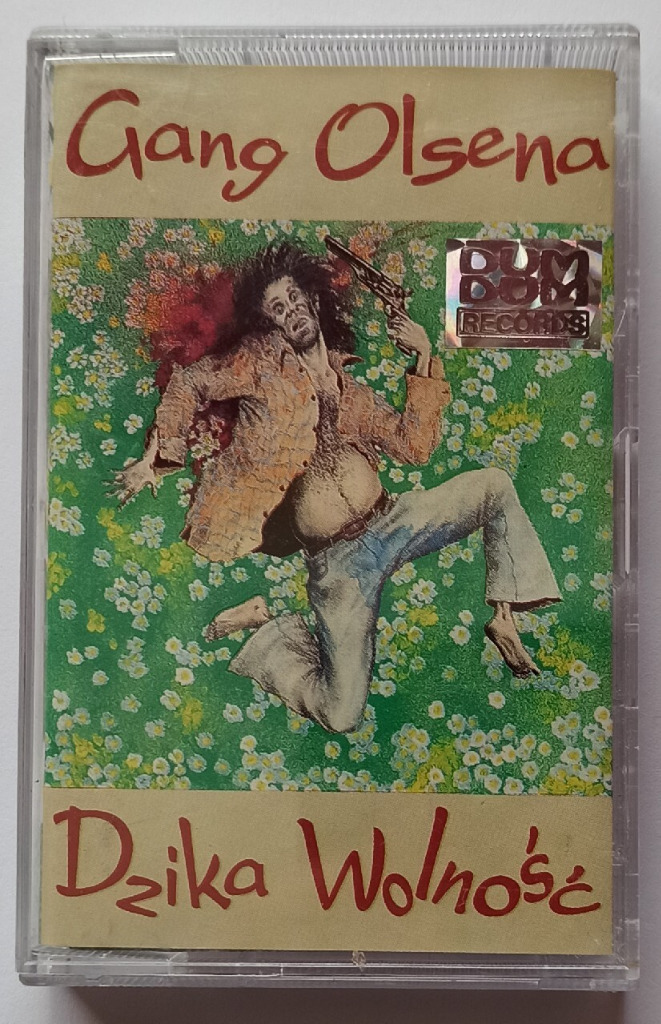 Gang Olsena
DUM
DUM
RECORDS
Dzika Wolność